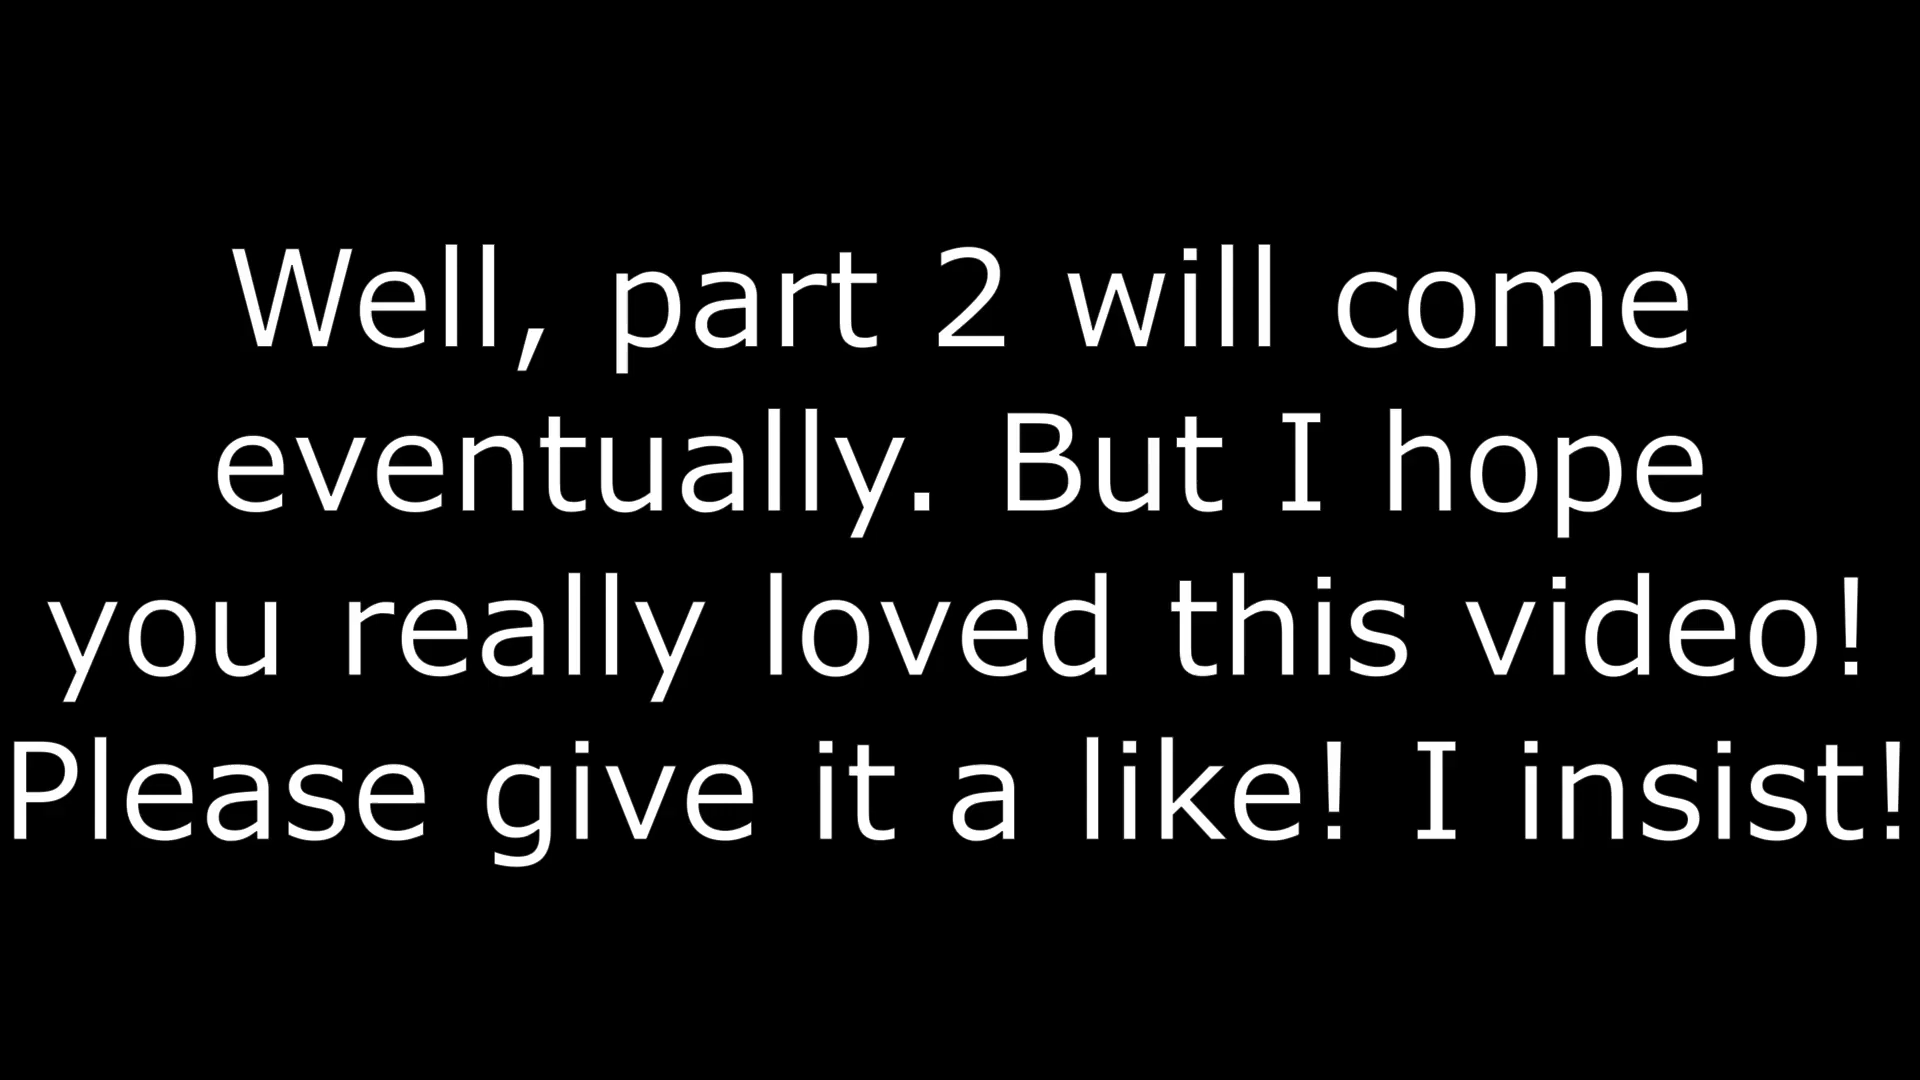 Well, part 2 will come
eventually. But I hope
you really loved this video!
Please give it a like! I insist!